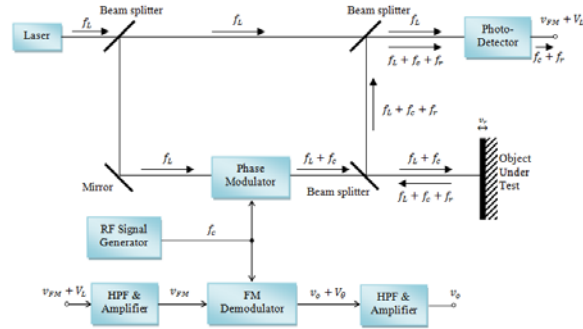 Beam splitter
Beam splitter
Laser
f_L
f_L
f_L
f_L + f_c + f_r
Photo-
Detector
v_FM + V_L
f_c + f_r
f_L + f_c + f_r
Mirror
f_L
Phase
Modulator
f_L + f_c
Beam splitter
f_L + f_c
f_L + f_c + f_r
Object
Under
Test
RF Signal
Generator
f_c
v_FM + V_L
HPF &
Amplifier
v_FM
FM
Demodulator
v_o + V_0
HPF &
Amplifier
v_o